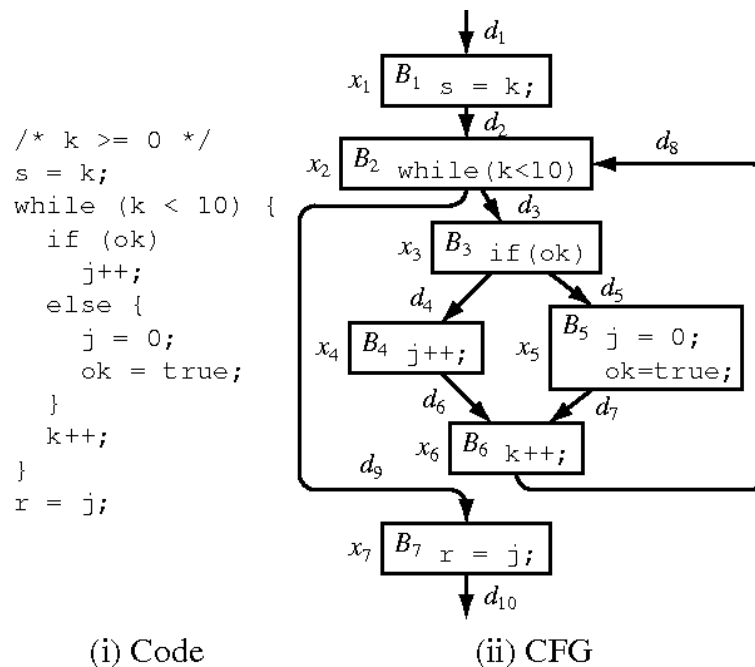 /* k >= 0 */
s = k;
while (k < 10) {
if (ok)
j++;
else {
j = 0;
ok = true;
}
k++;
}
r = j;
(i) Code
d1
x1 B1 s = k;
d2
x2 B2 while(k<10)
d8
d3
x3 B3 if(ok)
d4
d5
x4 B4 j++;
x5 B5 j = 0;
ok=true;
d6
d7
x6 B6 k++;
d9
x7 B7 r = j;
d10
(ii) CFG